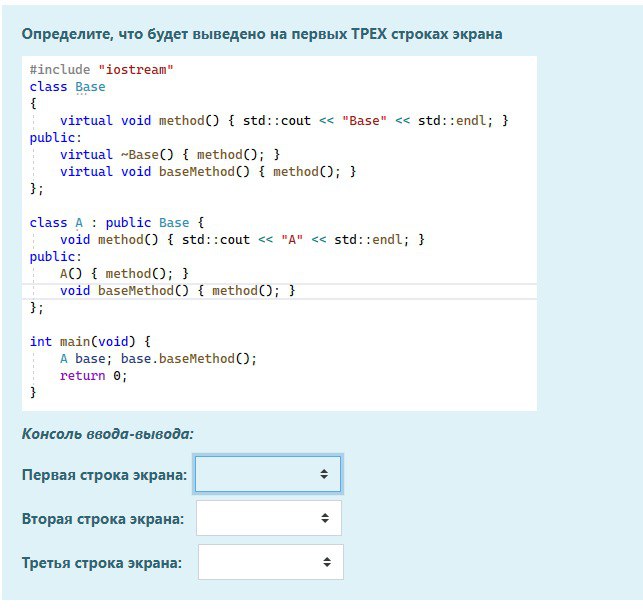 Определите, что будет выведено на первых ТРЕХ строках экрана
#include "iostream"
class Base
{
virtual void method() { std::cout << "Base" << std::endl; }
public:
virtual ~Base() { method(); }
virtual void baseMethod() { method(); }
};
class A : public Base {
void method() { std::cout << "A" << std::endl; }
public:
A() { method(); }
void baseMethod() { method(); }
};
int main(void) {
A base; base.baseMethod();
return 0;
}
Консоль ввода-вывода:
Первая строка экрана:
Вторая строка экрана:
Третья строка экрана: